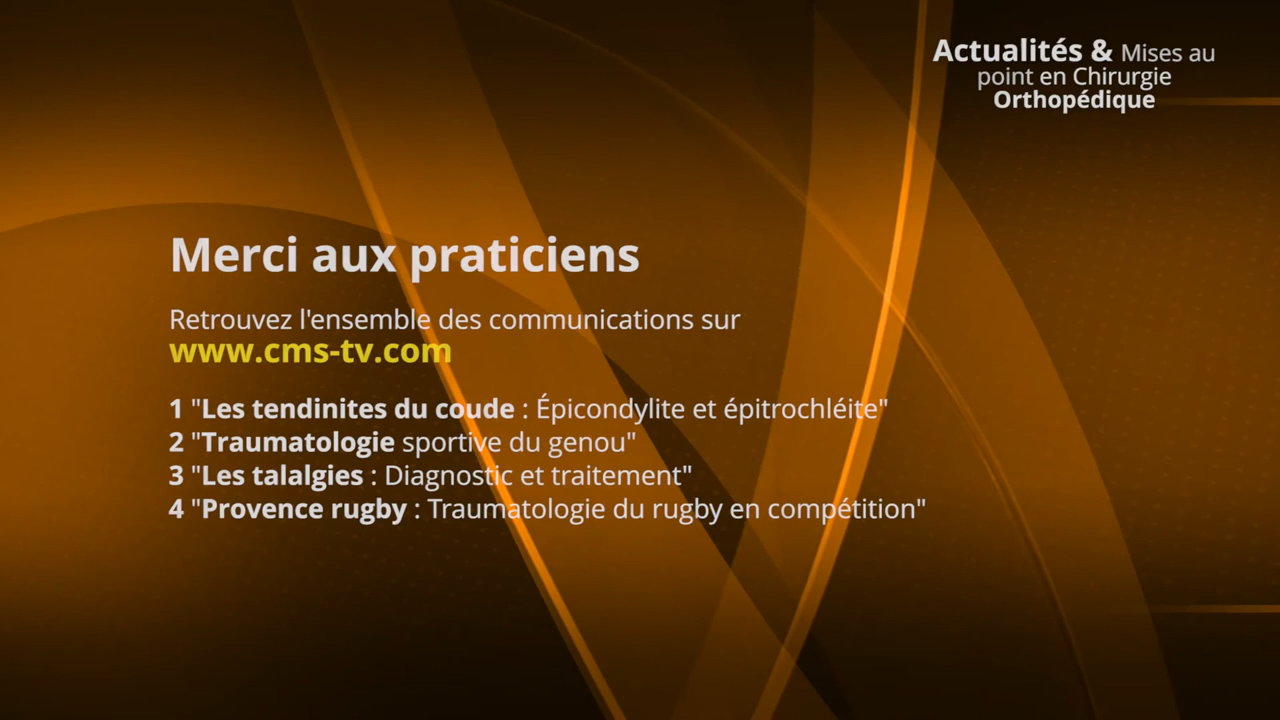 Actualités & Mises au
point en Chirurgie
Orthopédique
Merci aux praticiens
Retrouvez l'ensemble des communications sur
www.cms-tv.com
1 "Les tendinites du coude : Épicondylite et épitrochléite"
2 "Traumatologie sportive du genou"
3 "Les talalgies : Diagnostic et traitement"
4 "Provence rugby : Traumatologie du rugby en compétition"